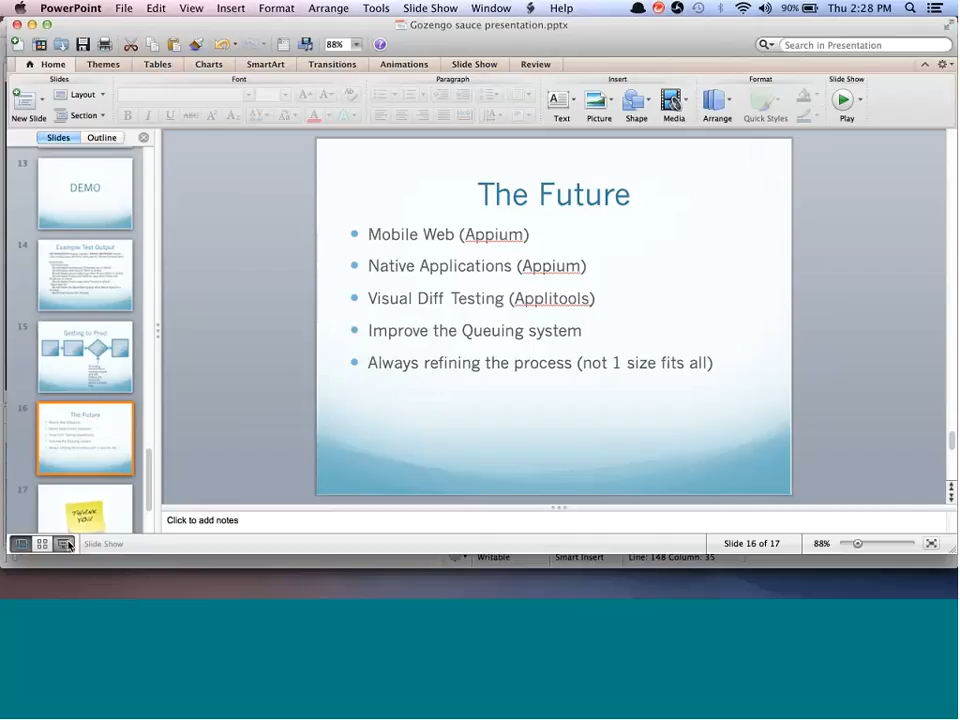 PowerPoint File Edit View Insert Format Arrange Tools Slide Show Window Help 90% Thu 2:28 PM
Gozengo sauce presentation.pptx
88% Search in Presentation
Home Themes Tables Charts SmartArt Transitions Animations Slide Show Review
Slides Font Paragraph Insert Format Slide Show
Layout
Section
New Slide Text Picture Shape Media Arrange Quick Styles Play
Slides Outline
13
DEMO
14
Example Test Output
15
Getting to Prod
16
The Future
17
THANK
YOU
The Future
Mobile Web (Appium)
Native Applications (Appium)
Visual Diff Testing (Applitools)
Improve the Queuing system
Always refining the process (not 1 size fits all)
Click to add notes
Slide Show Slide 16 of 17 88%
Writable Smart Insert Line: 148 Column: 35